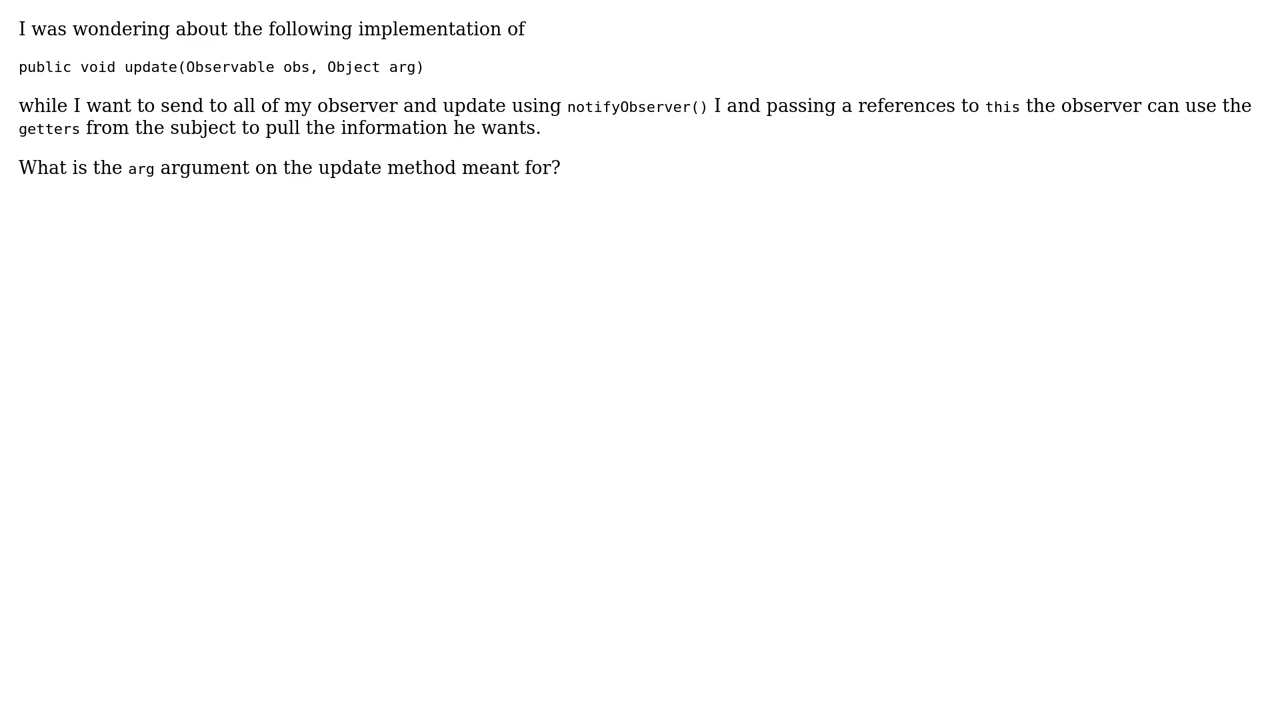 I was wondering about the following implementation of
public void update(Observable obs, Object arg)
while I want to send to all of my observer and update using notifyObserver() I and passing a references to this the observer can use the
getters from the subject to pull the information he wants.
What is the arg argument on the update method meant for?